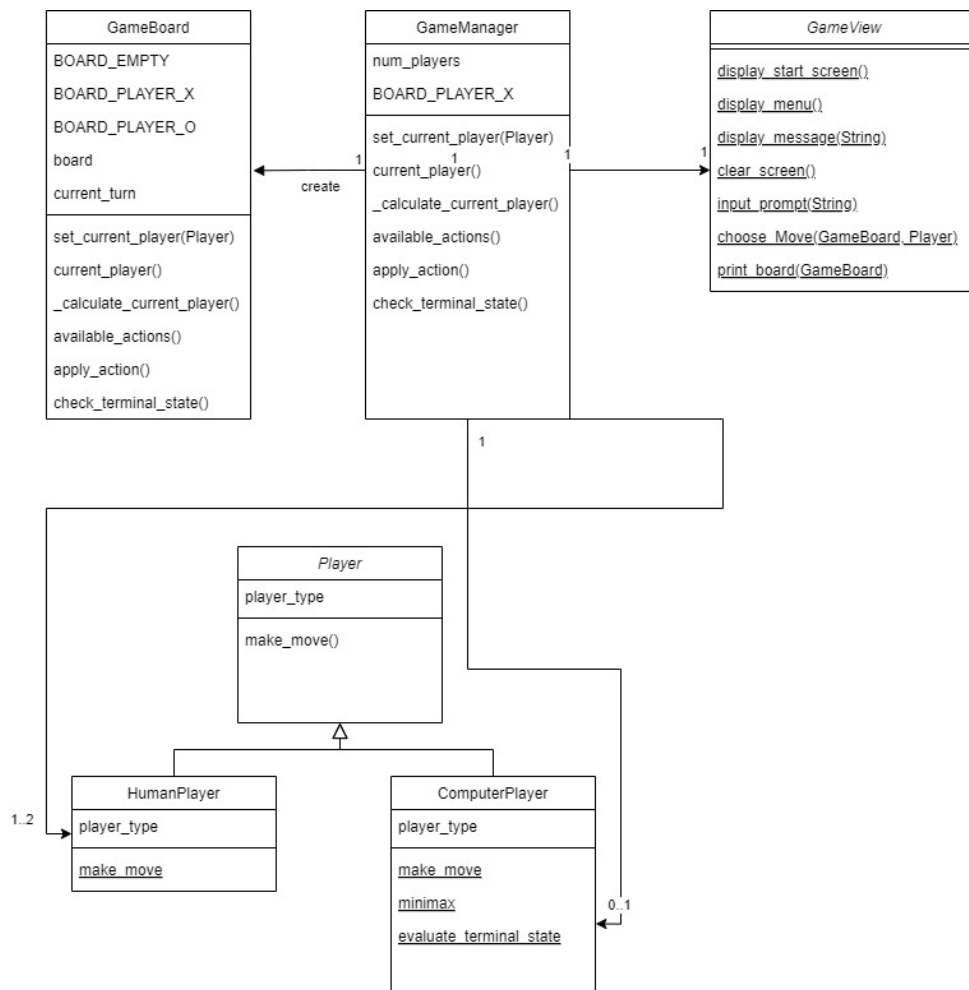 GameBoard
BOARD_EMPTY
BOARD_PLAYER_X
BOARD_PLAYER_O
board
current_turn
set_current_player(Player)
current_player()
_calculate_current_player()
available_actions()
apply_action()
check_terminal_state()
1
create
GameManager
num_players
BOARD_PLAYER_X
set_current_player(Player)
1
current_player()
_calculate_current_player()
available_actions()
apply_action()
check_terminal_state()
1
1
GameView
display_start_screen()
display_menu()
display_message(String)
clear_screen()
input_prompt(String)
choose_Move(GameBoard, Player)
print_board(GameBoard)
1
Player
player_type
make_move()
1..2
HumanPlayer
player_type
make_move
ComputerPlayer
player_type
make_move
minimax
evaluate_terminal_state
0..1